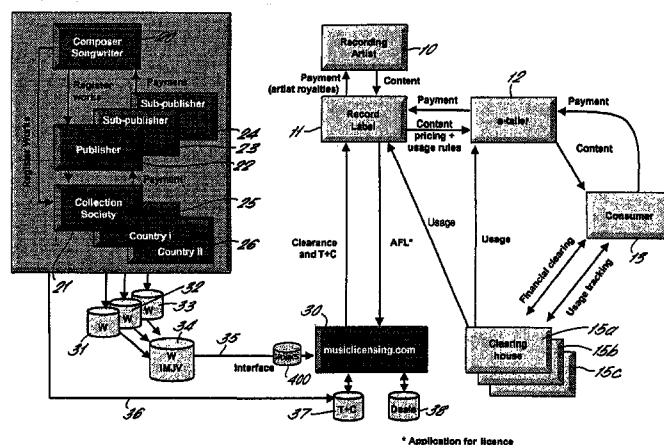 Composer
Songwriter
20
Register
works
Payment
Sub-publisher
Sub-publisher
24
23
Publisher
22
Register Works
Payment
25
Collection
Society
Country I
Country II
26
21
Recording
Artist
10
Payment
(artist royalties)
Content
Record
Label
11
Payment
Content
pricing +
usage rules
12
e-tailer
Payment
Content
Consumer
13
Clearance
and T+C
AFL*
Usage
Usage
Financial clearing
Usage tracking
W
31
W
32
W
33
34
W
IMJV
35
Interface
400
30
musiclicensing.com
Clearing
house
15a
15b
15c
36
37
T+C
Deals
38
* Application for licence